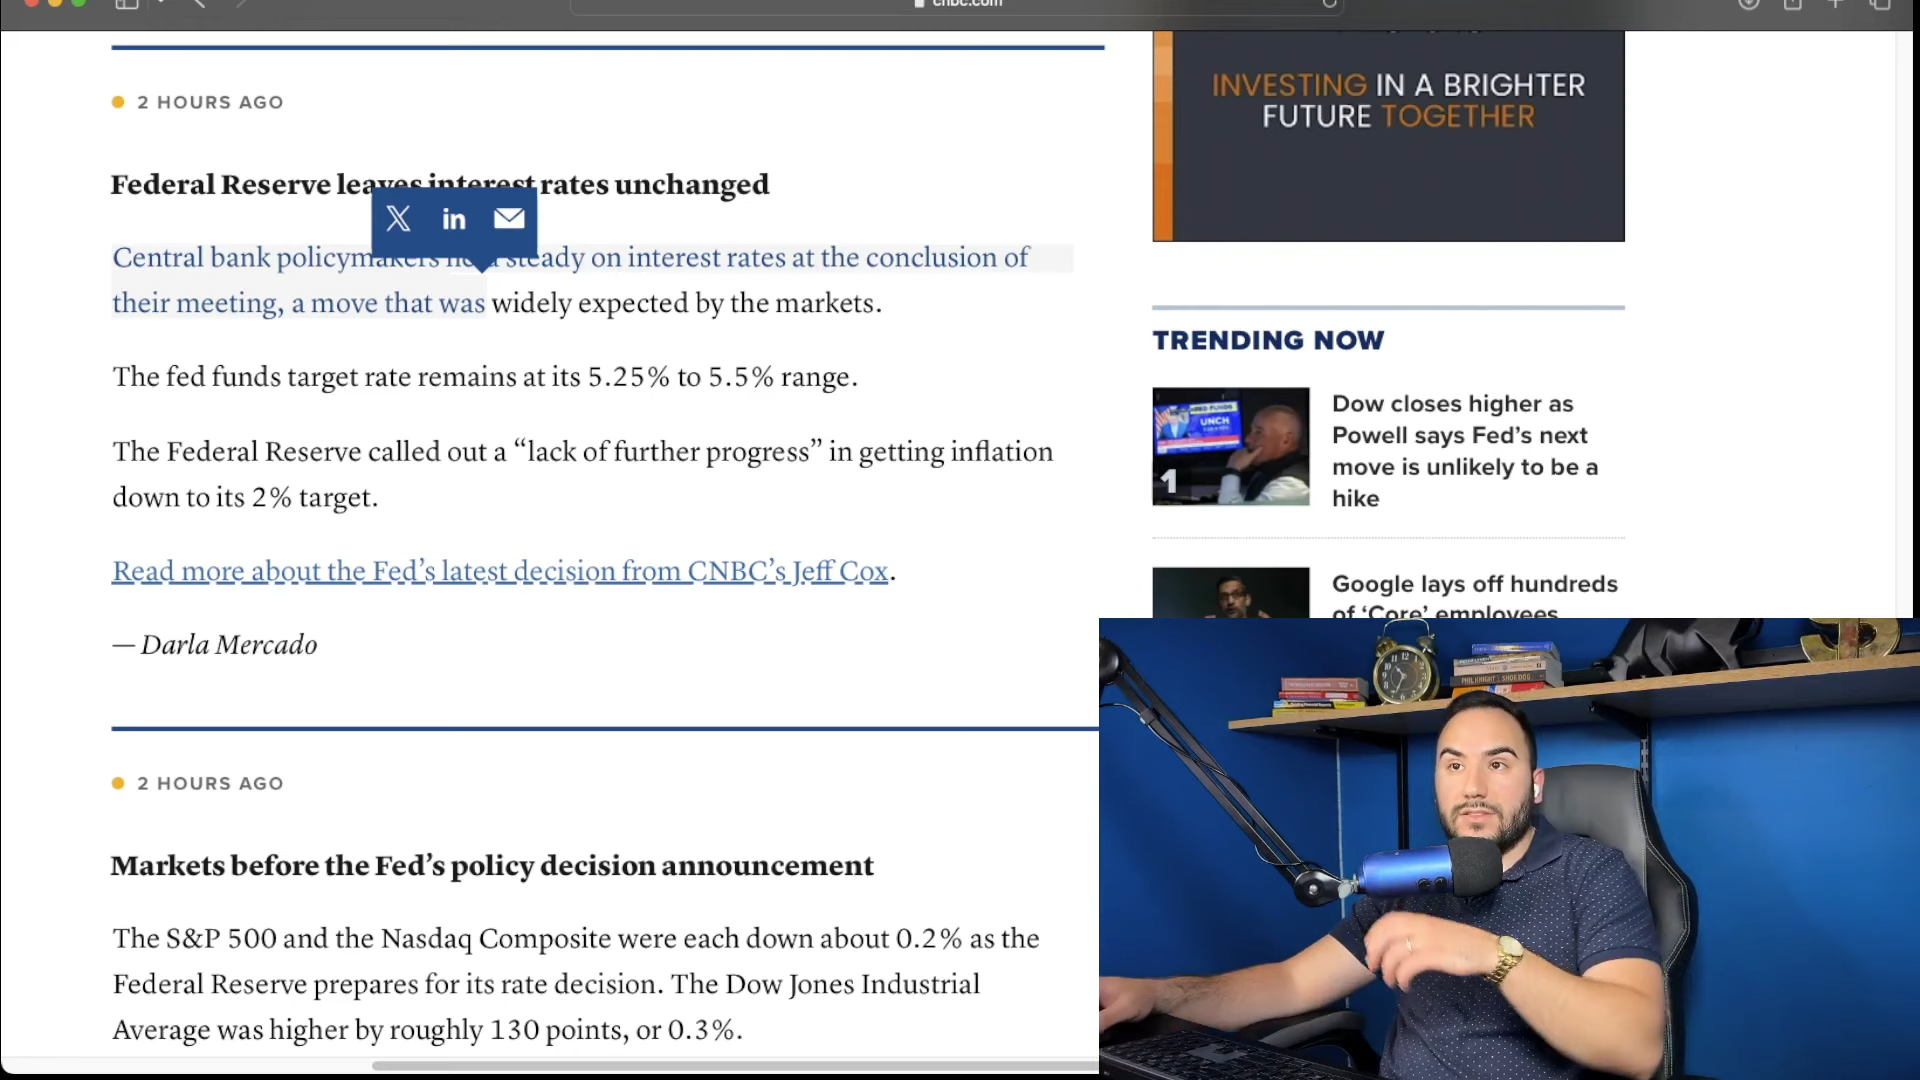 cnbc.com
2 HOURS AGO
Federal Reserve leaves interest rates unchanged
in
Central bank policymakers held steady on interest rates at the conclusion of
their meeting, a move that was widely expected by the markets.
The fed funds target rate remains at its 5.25% to 5.5% range.
The Federal Reserve called out a “lack of further progress” in getting inflation
down to its 2% target.
Read more about the Fed’s latest decision from CNBC’s Jeff Cox.
— Darla Mercado
2 HOURS AGO
Markets before the Fed’s policy decision announcement
The S&P 500 and the Nasdaq Composite were each down about 0.2% as the
Federal Reserve prepares for its rate decision. The Dow Jones Industrial
Average was higher by roughly 130 points, or 0.3%.
INVESTING IN A BRIGHTER
FUTURE TOGETHER
TRENDING NOW
UNCH
1
Dow closes higher as
Powell says Fed’s next
move is unlikely to be a
hike
Google lays off hundreds
of ‘Core’ employees,
PHIL KNIGHT SHOE DOG